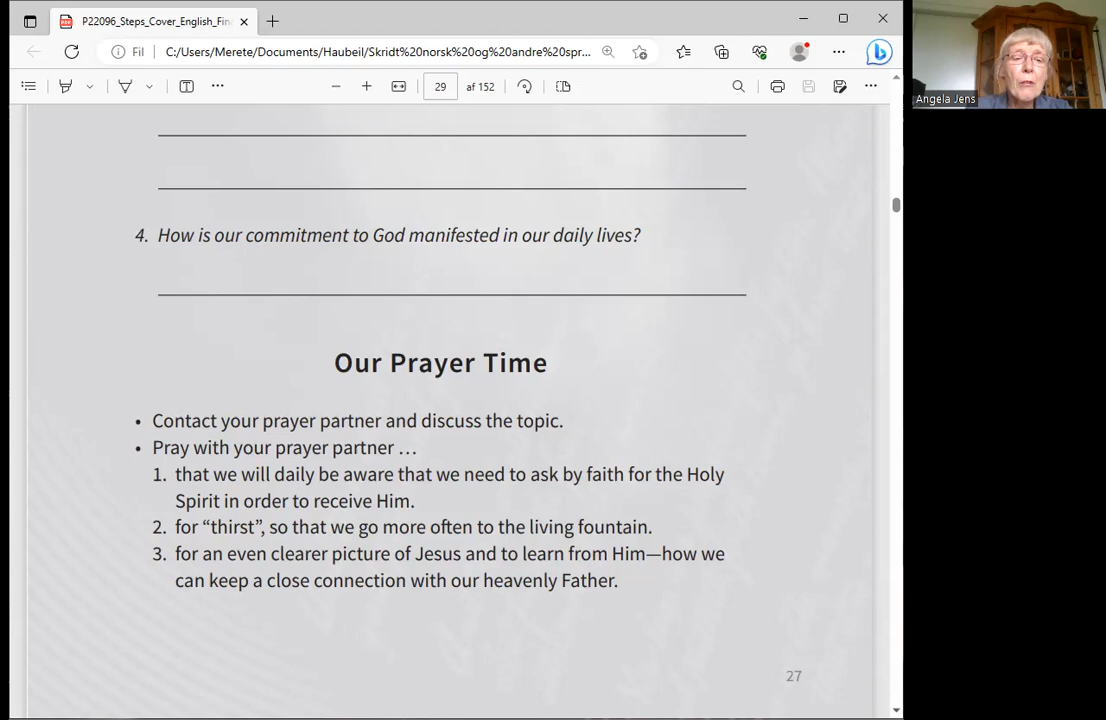 P22096_Steps_Cover_English_Fin
Fil
C:/Users/Merete/Documents/Haubeil/Skridt%20norsk%20og%20andre%20spr...
29
af 152
Angela Jens
4. How is our commitment to God manifested in our daily lives?
Our Prayer Time
• Contact your prayer partner and discuss the topic.
• Pray with your prayer partner …
1. that we will daily be aware that we need to ask by faith for the Holy
Spirit in order to receive Him.
2. for “thirst”, so that we go more often to the living fountain.
3. for an even clearer picture of Jesus and to learn from Him—how we
can keep a close connection with our heavenly Father.
27